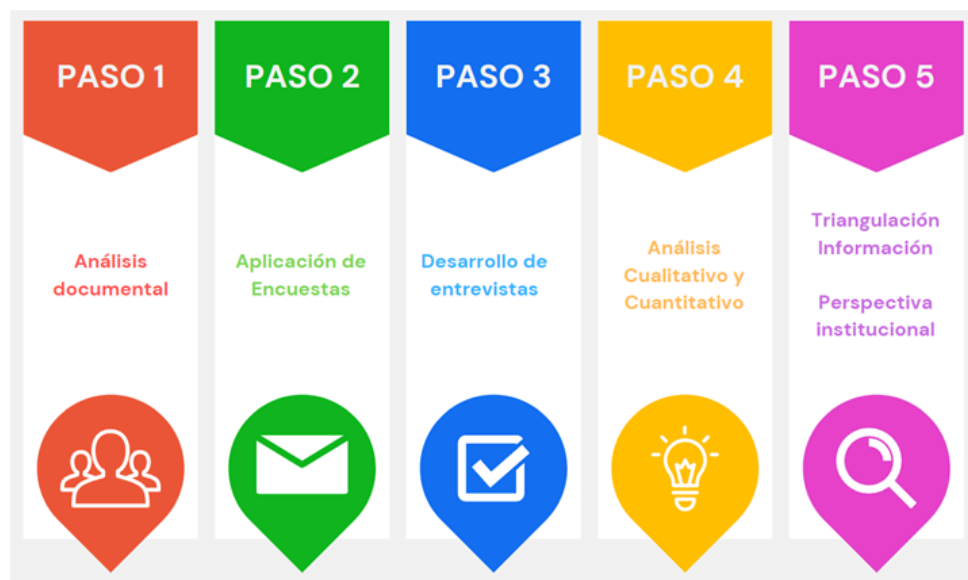 PASO 1
Análisis
documental
PASO 2
Aplicación de
Encuestas
PASO 3
Desarrollo de
entrevistas
PASO 4
Análisis
Cualitativo y
Cuantitativo
PASO 5
Triangulación
Información
Perspectiva
institucional